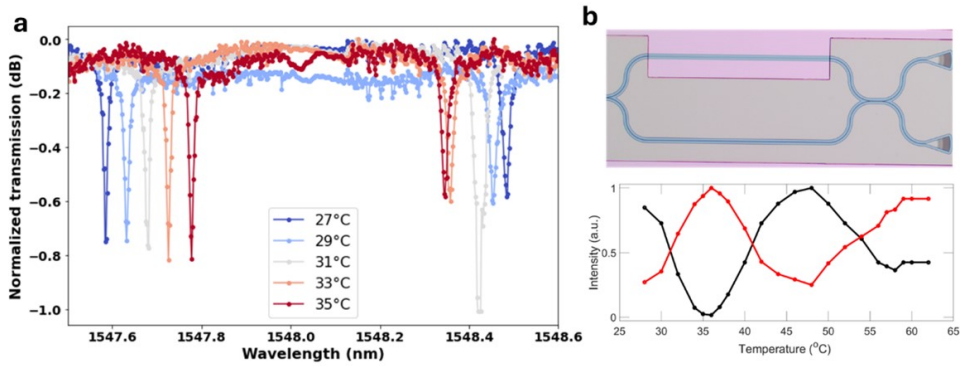 a
Normalized transmission (dB)
0.0
−0.2
−0.4
−0.6
−0.8
−1.0
27°C
29°C
31°C
33°C
35°C
1547.6
1547.8
1548.0
1548.2
1548.4
1548.6
Wavelength (nm)
b
Intensity (a.u.)
1
0.5
0
25
30
35
40
45
50
55
60
65
Temperature (°C)